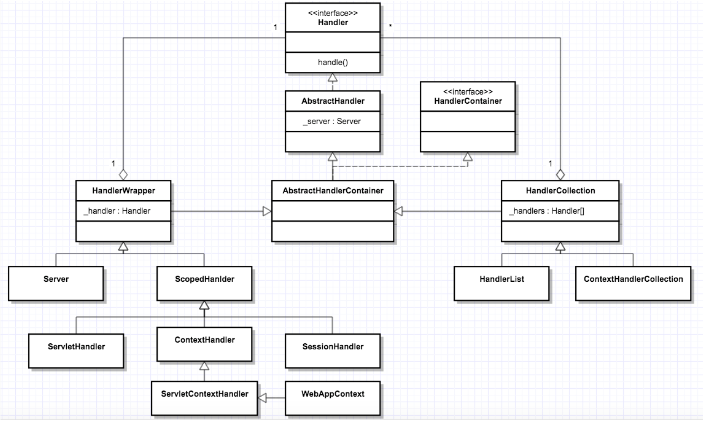 <<interface>>
Handler
handle()
1
*
AbstractHandler
_server : Server
<<interface>>
HandlerContainer
1
1
HandlerWrapper
_handler : Handler
AbstractHandlerContainer
HandlerCollection
_handlers : Handler[]
Server
ScopedHanlder
HandlerList
ContextHandlerCollection
ServletHandler
ContextHandler
SessionHandler
ServletContextHandler
WebAppContext